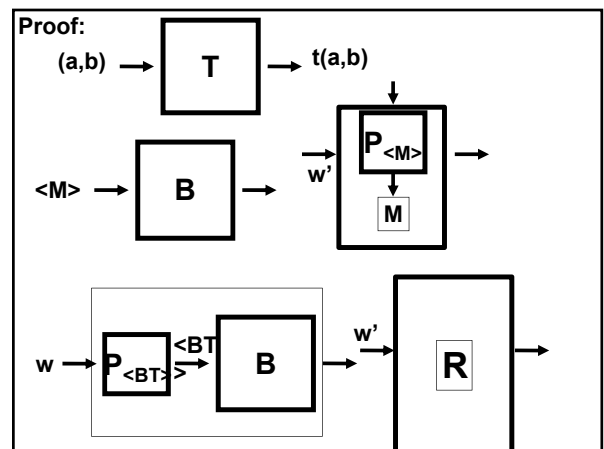 Proof:
(a,b) T t(a,b)
P<M>
w'
<M> B
M
<BT
w'
w P<BT> > B
R